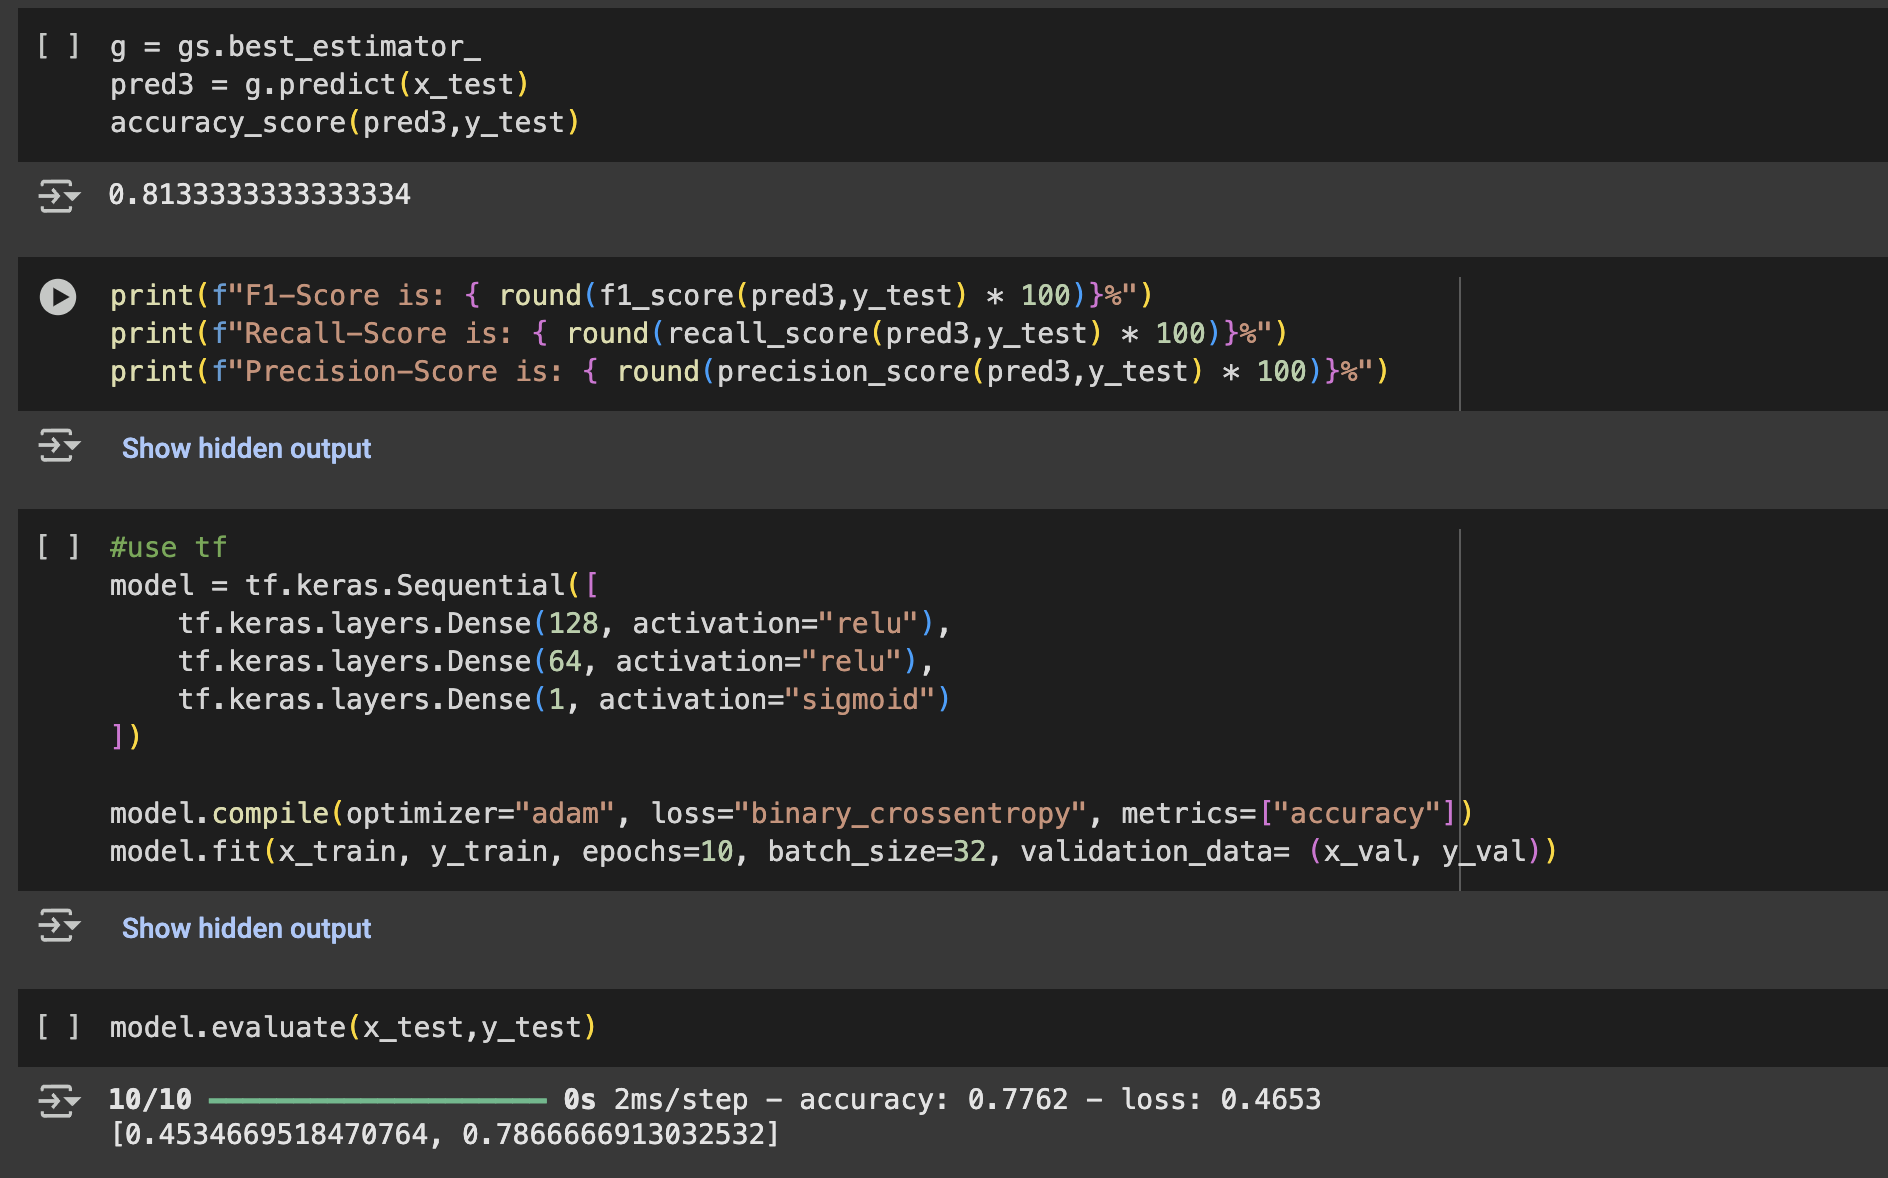 [ ] g = gs.best_estimator_
pred3 = g.predict(x_test)
accuracy_score(pred3,y_test)
0.8133333333333334
print(f"F1-Score is: { round(f1_score(pred3,y_test) * 100)}%")
print(f"Recall-Score is: { round(recall_score(pred3,y_test) * 100)}%")
print(f"Precision-Score is: { round(precision_score(pred3,y_test) * 100)}%")
Show hidden output
[ ] #use tf
model = tf.keras.Sequential([
    tf.keras.layers.Dense(128, activation="relu"),
    tf.keras.layers.Dense(64, activation="relu"),
    tf.keras.layers.Dense(1, activation="sigmoid")
])
model.compile(optimizer="adam", loss="binary_crossentropy", metrics=["accuracy"])
model.fit(x_train, y_train, epochs=10, batch_size=32, validation_data= (x_val, y_val))
Show hidden output
[ ] model.evaluate(x_test,y_test)
10/10 ━━━━━━━━━━━━━━━━━━━━ 0s 2ms/step - accuracy: 0.7762 - loss: 0.4653
[0.4534669518470764, 0.7866666913032532]